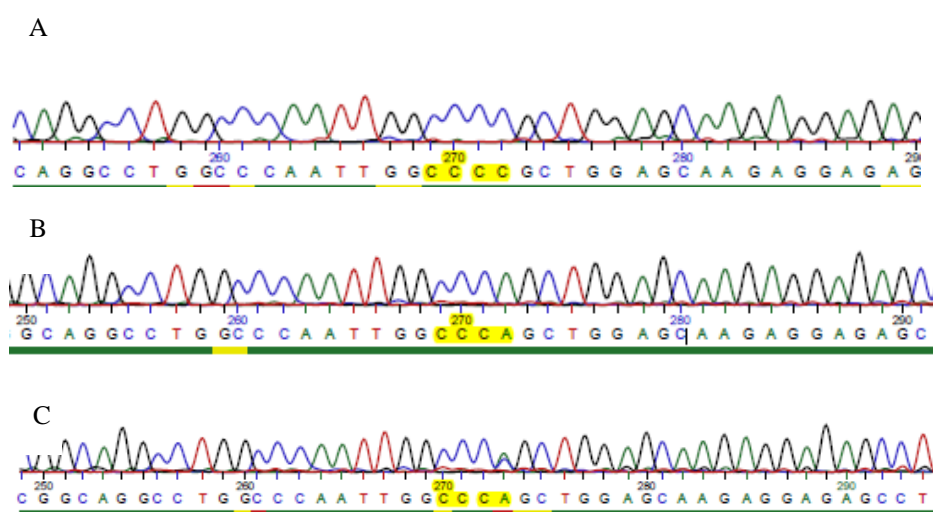 A
260 270 280 290
C A G G C C T G G C C C A A T T G G C C C C G C T G G A G C A A G A G G A G A G
B
250 260 270 280 290
G C A G G C C T G G C C C A A T T G G C C C A G C T G G A G C A A G A G G A G A G C
C
250 260 270 280 290
C G G C A G G C C T G G C C C A A T T G G C C C A G C T G G A G C A A G A G G A G A G C C T